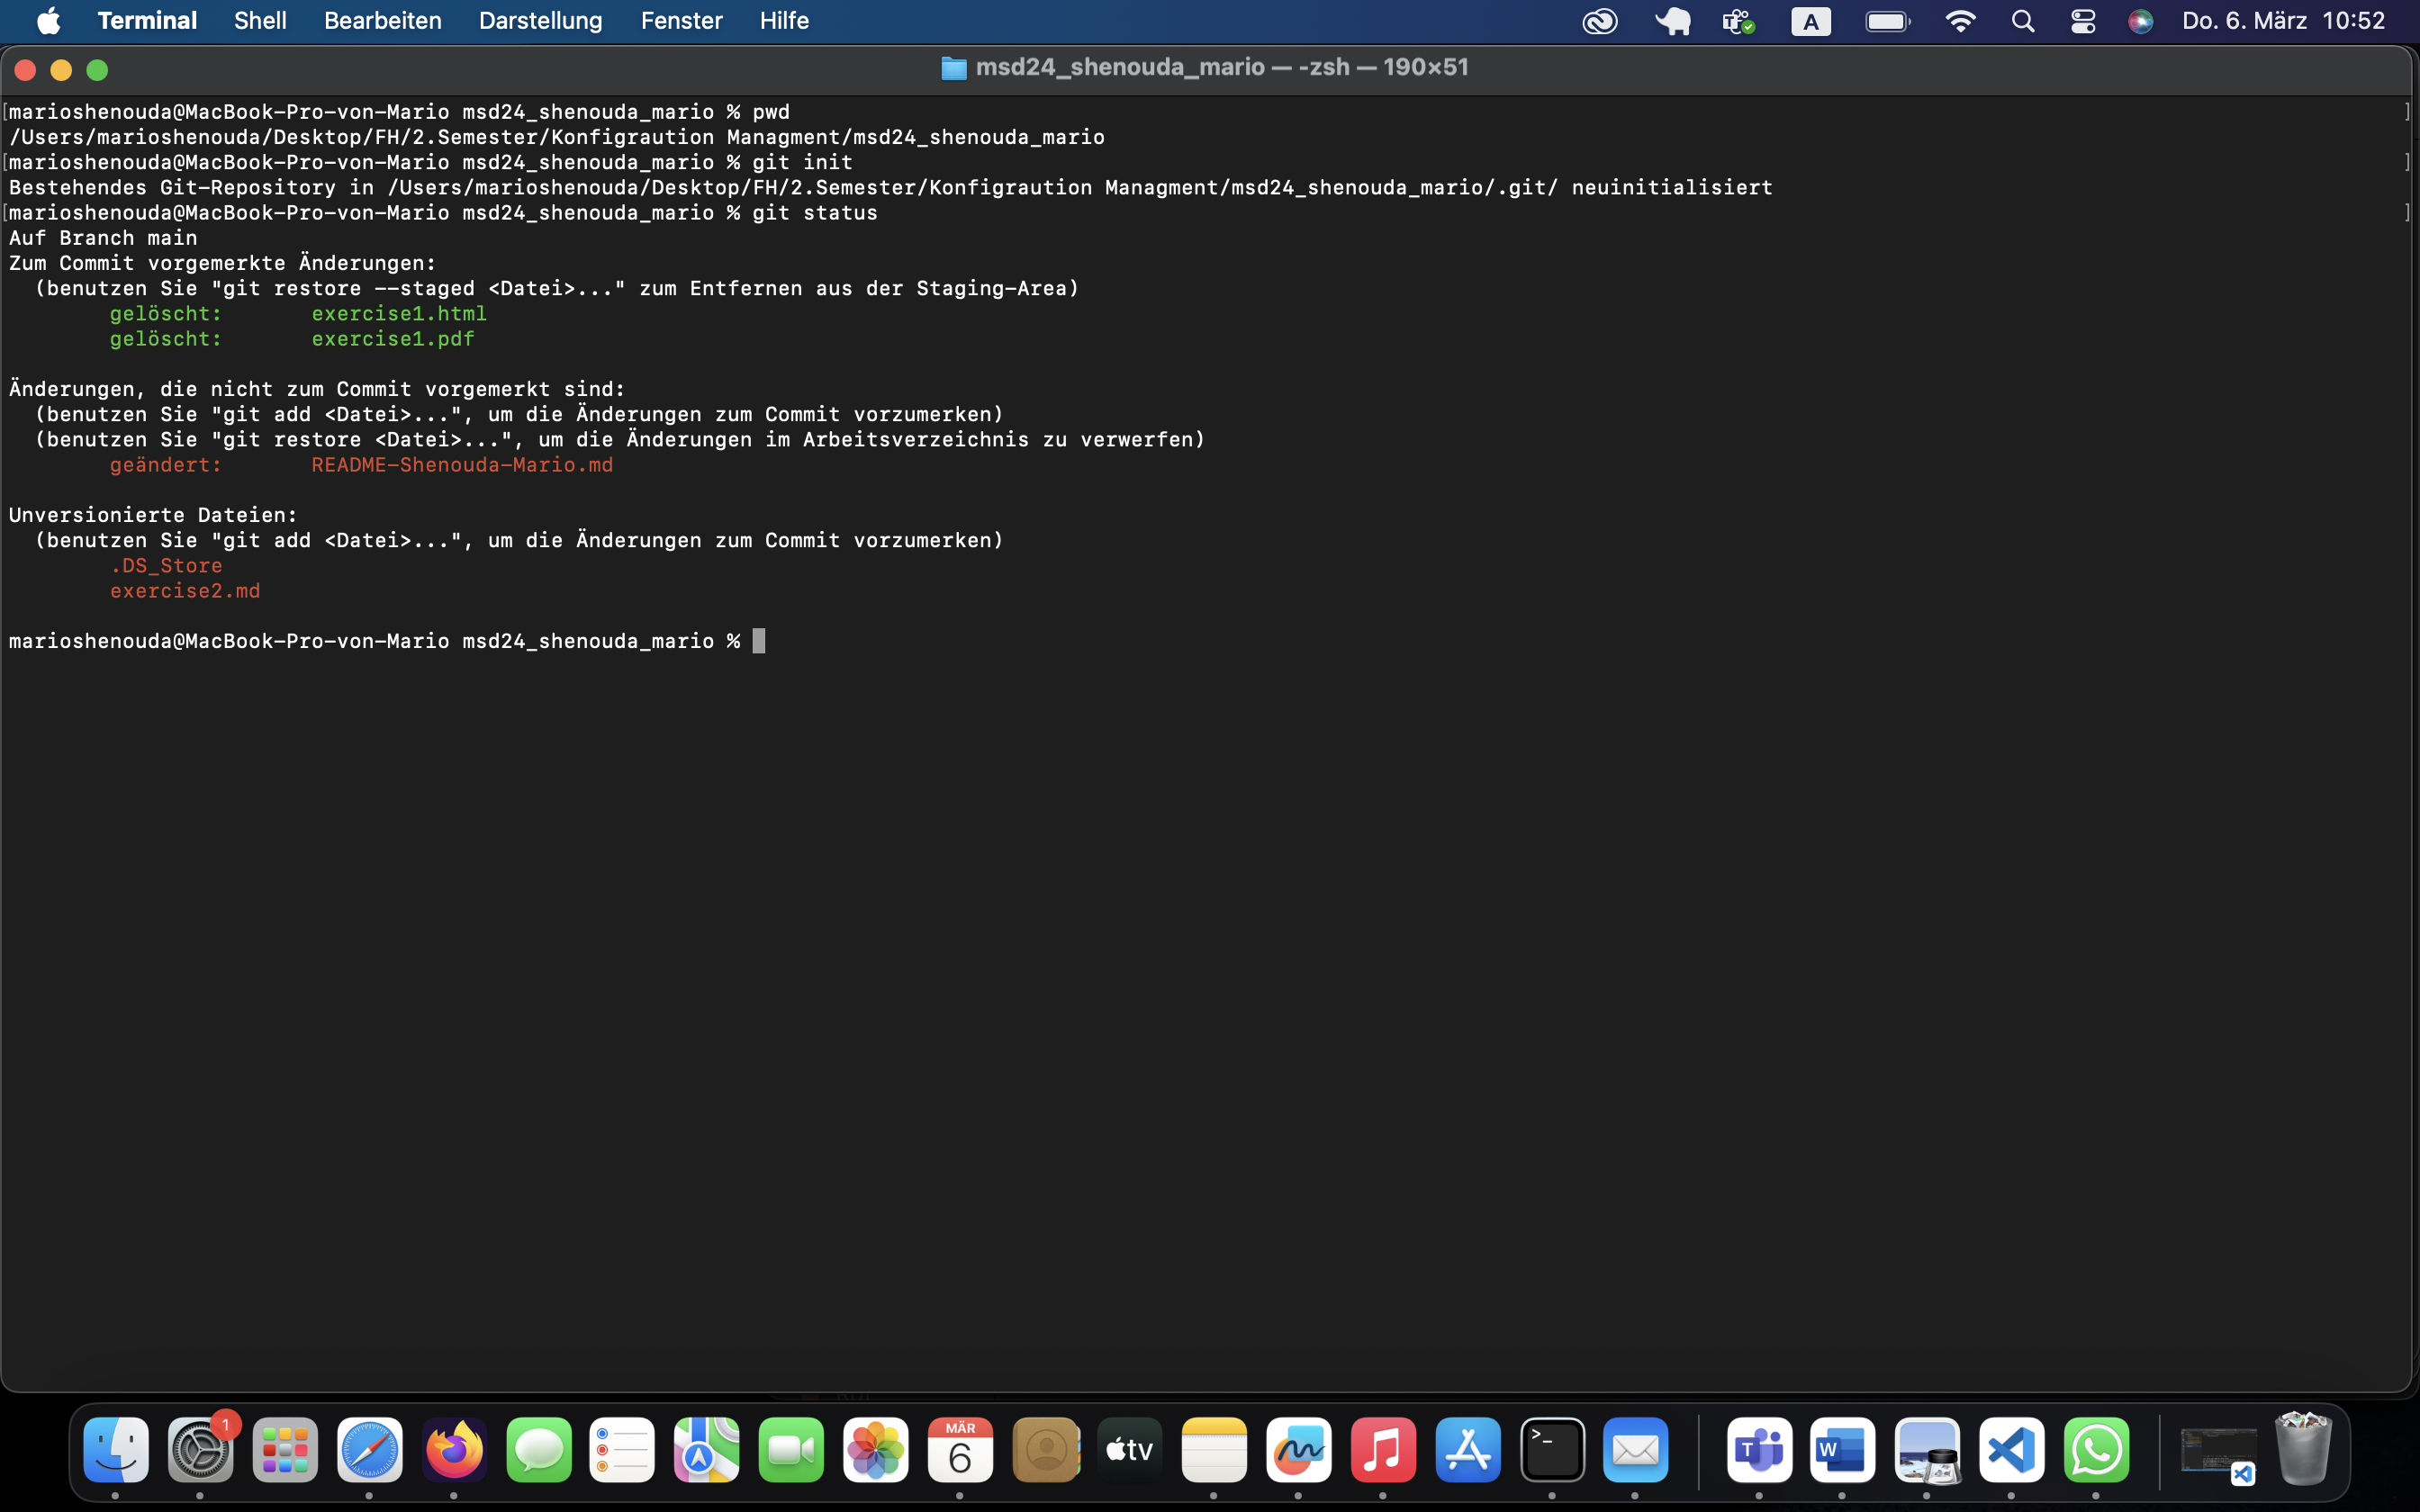 Terminal Shell Bearbeiten Darstellung Fenster Hilfe A Do. 6. März 10:52
msd24_shenouda_mario — -zsh — 190×51
[marioshenouda@MacBook-Pro-von-Mario msd24_shenouda_mario % pwd ]
/Users/marioshenouda/Desktop/FH/2.Semester/Konfigraution Managment/msd24_shenouda_mario
[marioshenouda@MacBook-Pro-von-Mario msd24_shenouda_mario % git init ]
Bestehendes Git-Repository in /Users/marioshenouda/Desktop/FH/2.Semester/Konfigraution Managment/msd24_shenouda_mario/.git/ neuinitialisiert
[marioshenouda@MacBook-Pro-von-Mario msd24_shenouda_mario % git status ]
Auf Branch main
Zum Commit vorgemerkte Änderungen:
(benutzen Sie "git restore --staged <Datei>..." zum Entfernen aus der Staging-Area)
gelöscht: exercise1.html
gelöscht: exercise1.pdf
Änderungen, die nicht zum Commit vorgemerkt sind:
(benutzen Sie "git add <Datei>...", um die Änderungen zum Commit vorzumerken)
(benutzen Sie "git restore <Datei>...", um die Änderungen im Arbeitsverzeichnis zu verwerfen)
geändert: README-Shenouda-Mario.md
Unversionierte Dateien:
(benutzen Sie "git add <Datei>...", um die Änderungen zum Commit vorzumerken)
.DS_Store
exercise2.md
marioshenouda@MacBook-Pro-von-Mario msd24_shenouda_mario %
1 MÄR 6 tv >_ T W